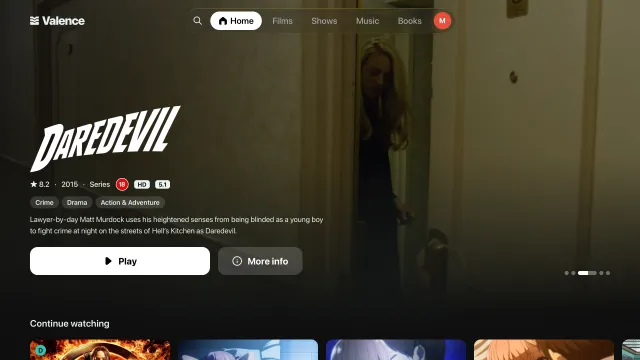 Valence
Home
Films
Shows
Music
Books
M
DAREDEVIL
8.2 · 2015 · Series 18 HD 5.1
Crime
Drama
Action & Adventure
Lawyer-by-day Matt Murdock uses his heightened senses from being blinded as a young boy
to fight crime at night on the streets of Hell's Kitchen as Daredevil.
Play
More info
Continue watching
D